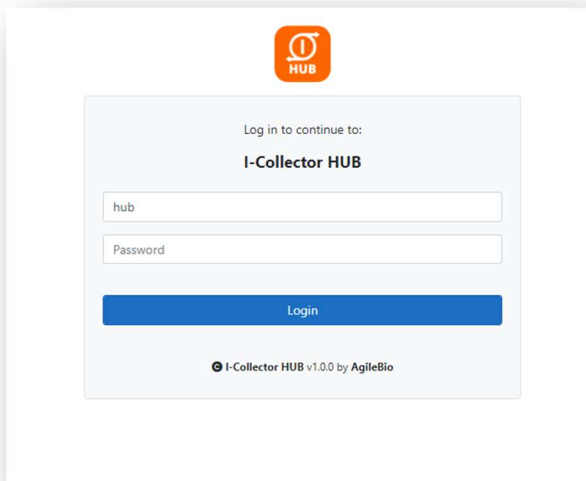 I
HUB
Log in to continue to:
I-Collector HUB
hub
Password
Login
C I-Collector HUB v1.0.0 by AgileBio